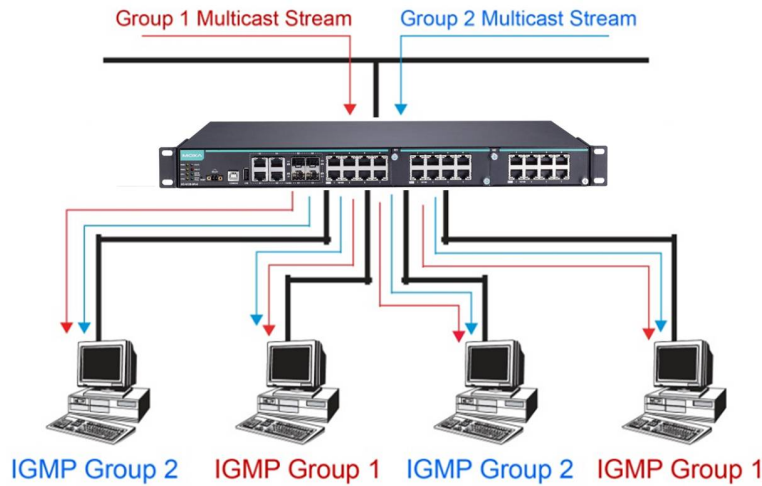 Group 1 Multicast Stream
Group 2 Multicast Stream
MOXA
IGMP Group 2
IGMP Group 1
IGMP Group 2
IGMP Group 1